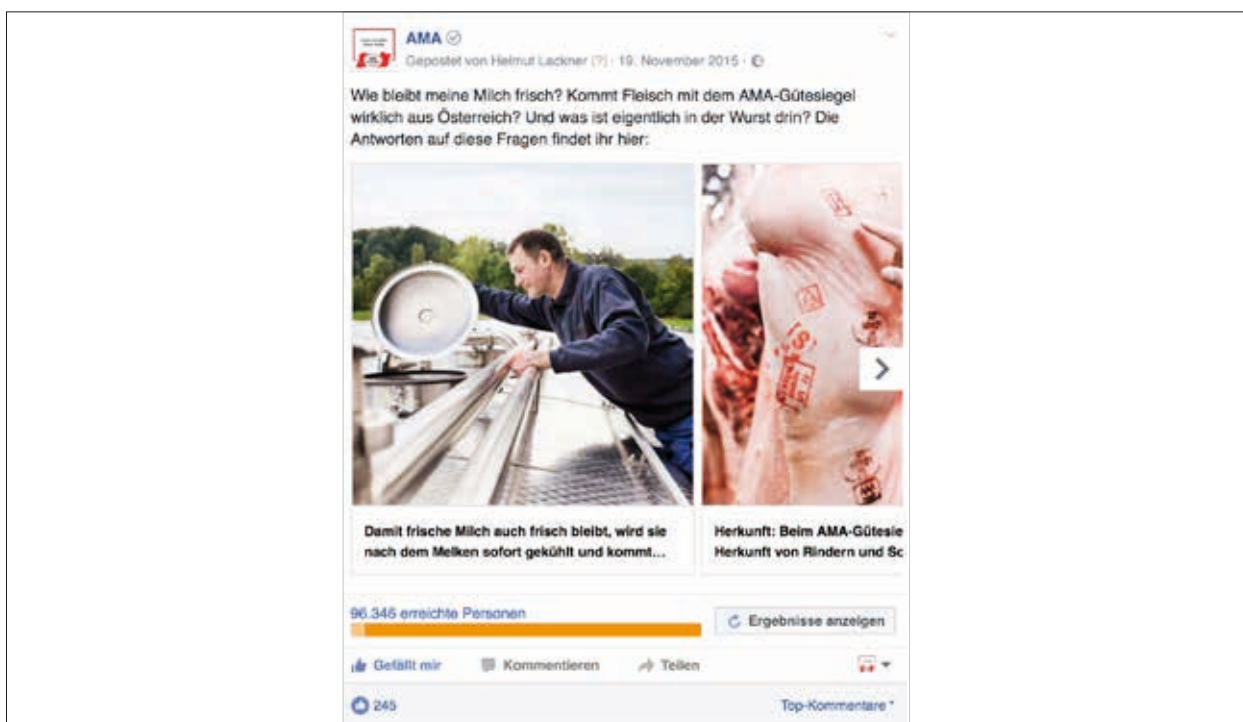 AMA
Gepostet von Helmut Lackner (?) · 19. November 2015 ·
Wie bleibt meine Milch frisch? Kommt Fleisch mit dem AMA-Gütesiegel
wirklich aus Österreich? Und was ist eigentlich in der Wurst drin? Die
Antworten auf diese Fragen findet ihr hier:
Damit frische Milch auch frisch bleibt, wird sie
nach dem Melken sofort gekühlt und kommt...
Herkunft: Beim AMA-Gütesie
Herkunft von Rindern und Sc
96.346 erreichte Personen
Ergebnisse anzeigen
Gefällt mir Kommentieren Teilen
245
Top-Kommentare